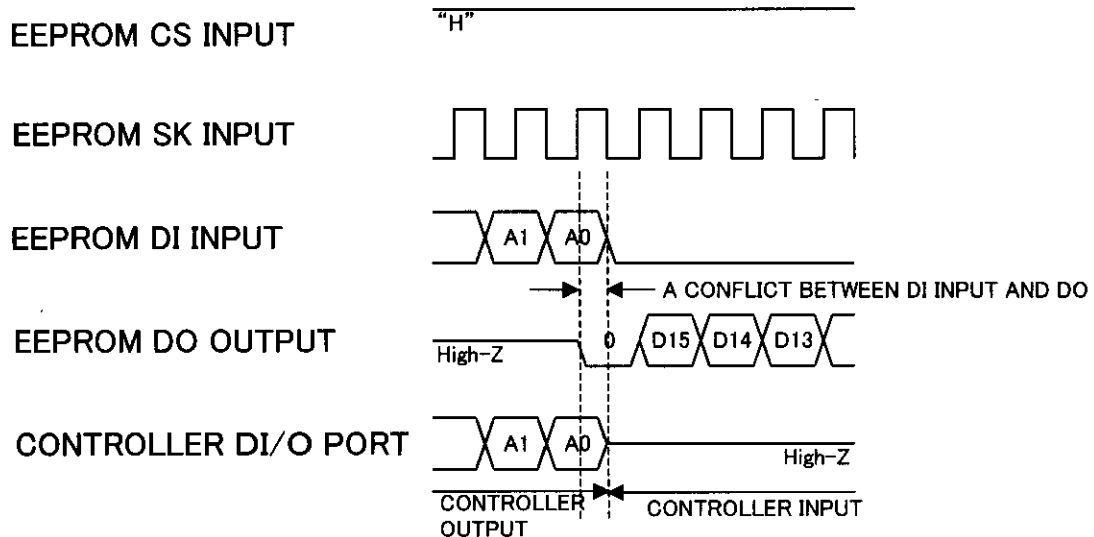 EEPROM CS INPUT
"H"
EEPROM SK INPUT
EEPROM DI INPUT
A1
A0
A CONFLICT BETWEEN DI INPUT AND DO
EEPROM DO OUTPUT
High-Z
0
D15
D14
D13
CONTROLLER DI/O PORT
A1
A0
High-Z
CONTROLLER
OUTPUT
CONTROLLER INPUT